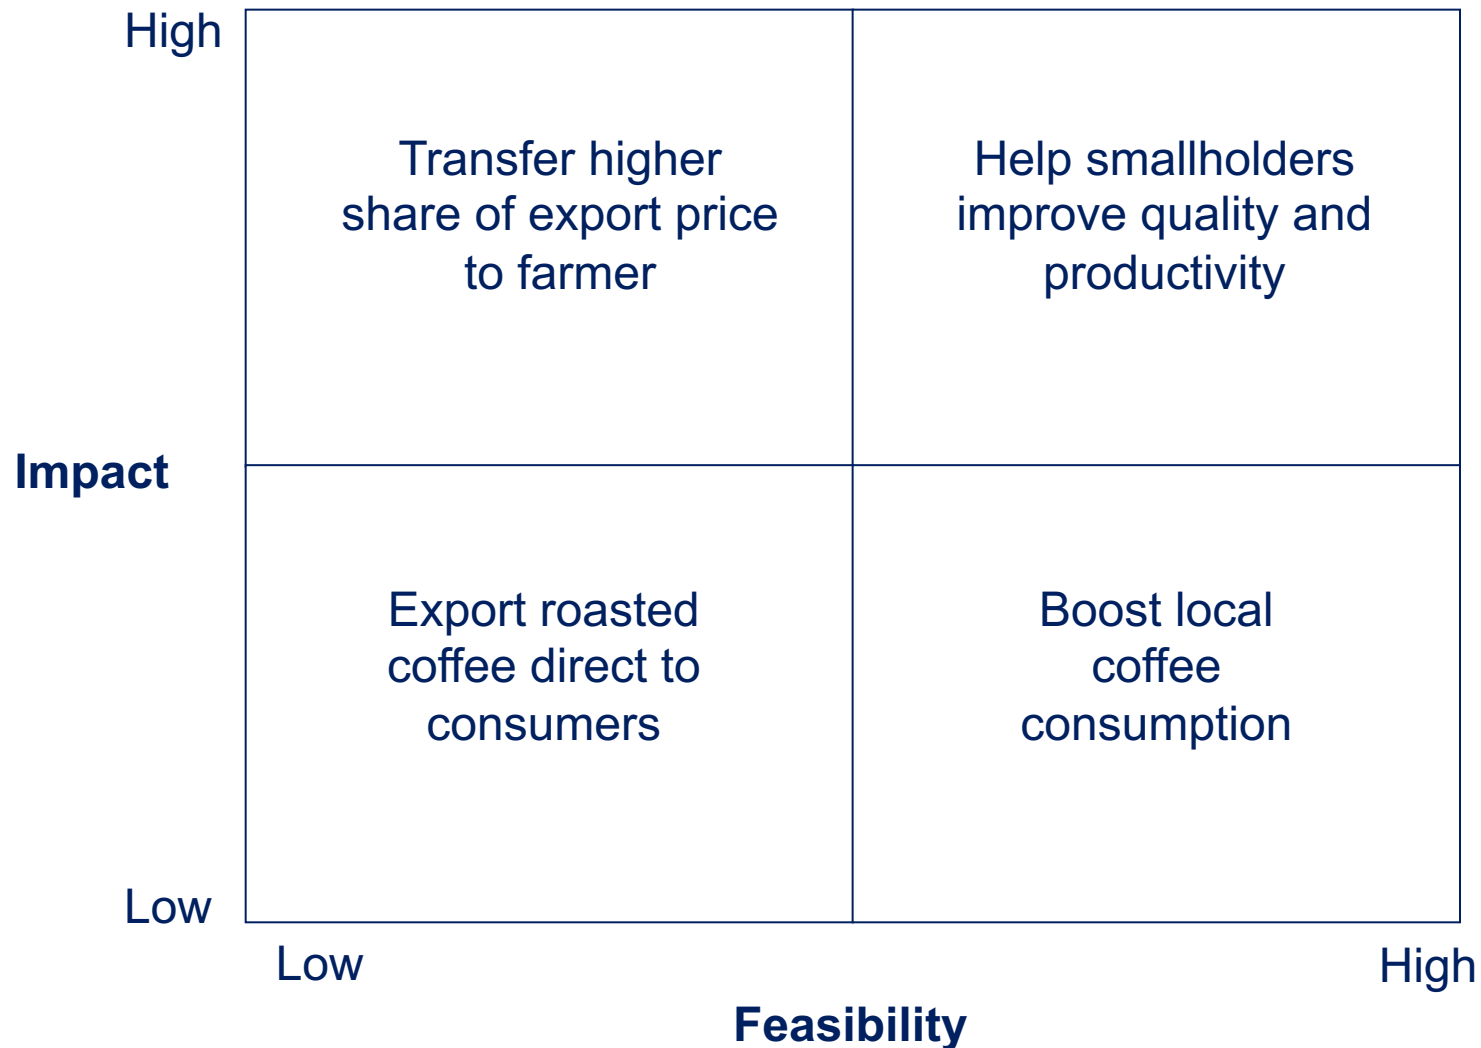 High
Transfer higher
share of export price
to farmer
Help smallholders
improve quality and
productivity
Impact
Export roasted
coffee direct to
consumers
Boost local
coffee
consumption
Low
Low
High
Feasibility